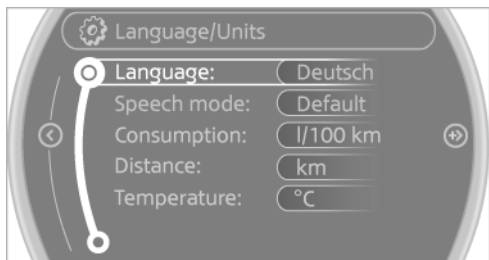 Language/Units
Language: Deutsch
Speech mode: Default
Consumption: l/100 km
Distance: km
Temperature: °C